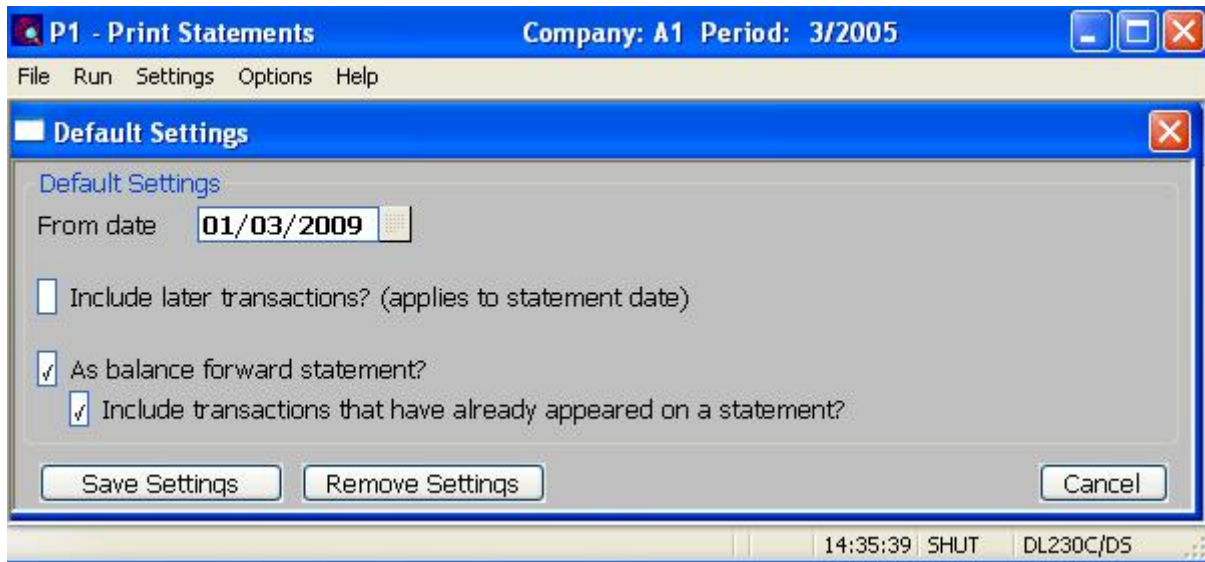 P1 - Print Statements Company: A1 Period: 3/2005
File Run Settings Options Help
Default Settings
Default Settings
From date 01/03/2009
Include later transactions? (applies to statement date)
As balance forward statement?
Include transactions that have already appeared on a statement?
Save Settings Remove Settings Cancel
14:35:39 SHUT DL230C/DS